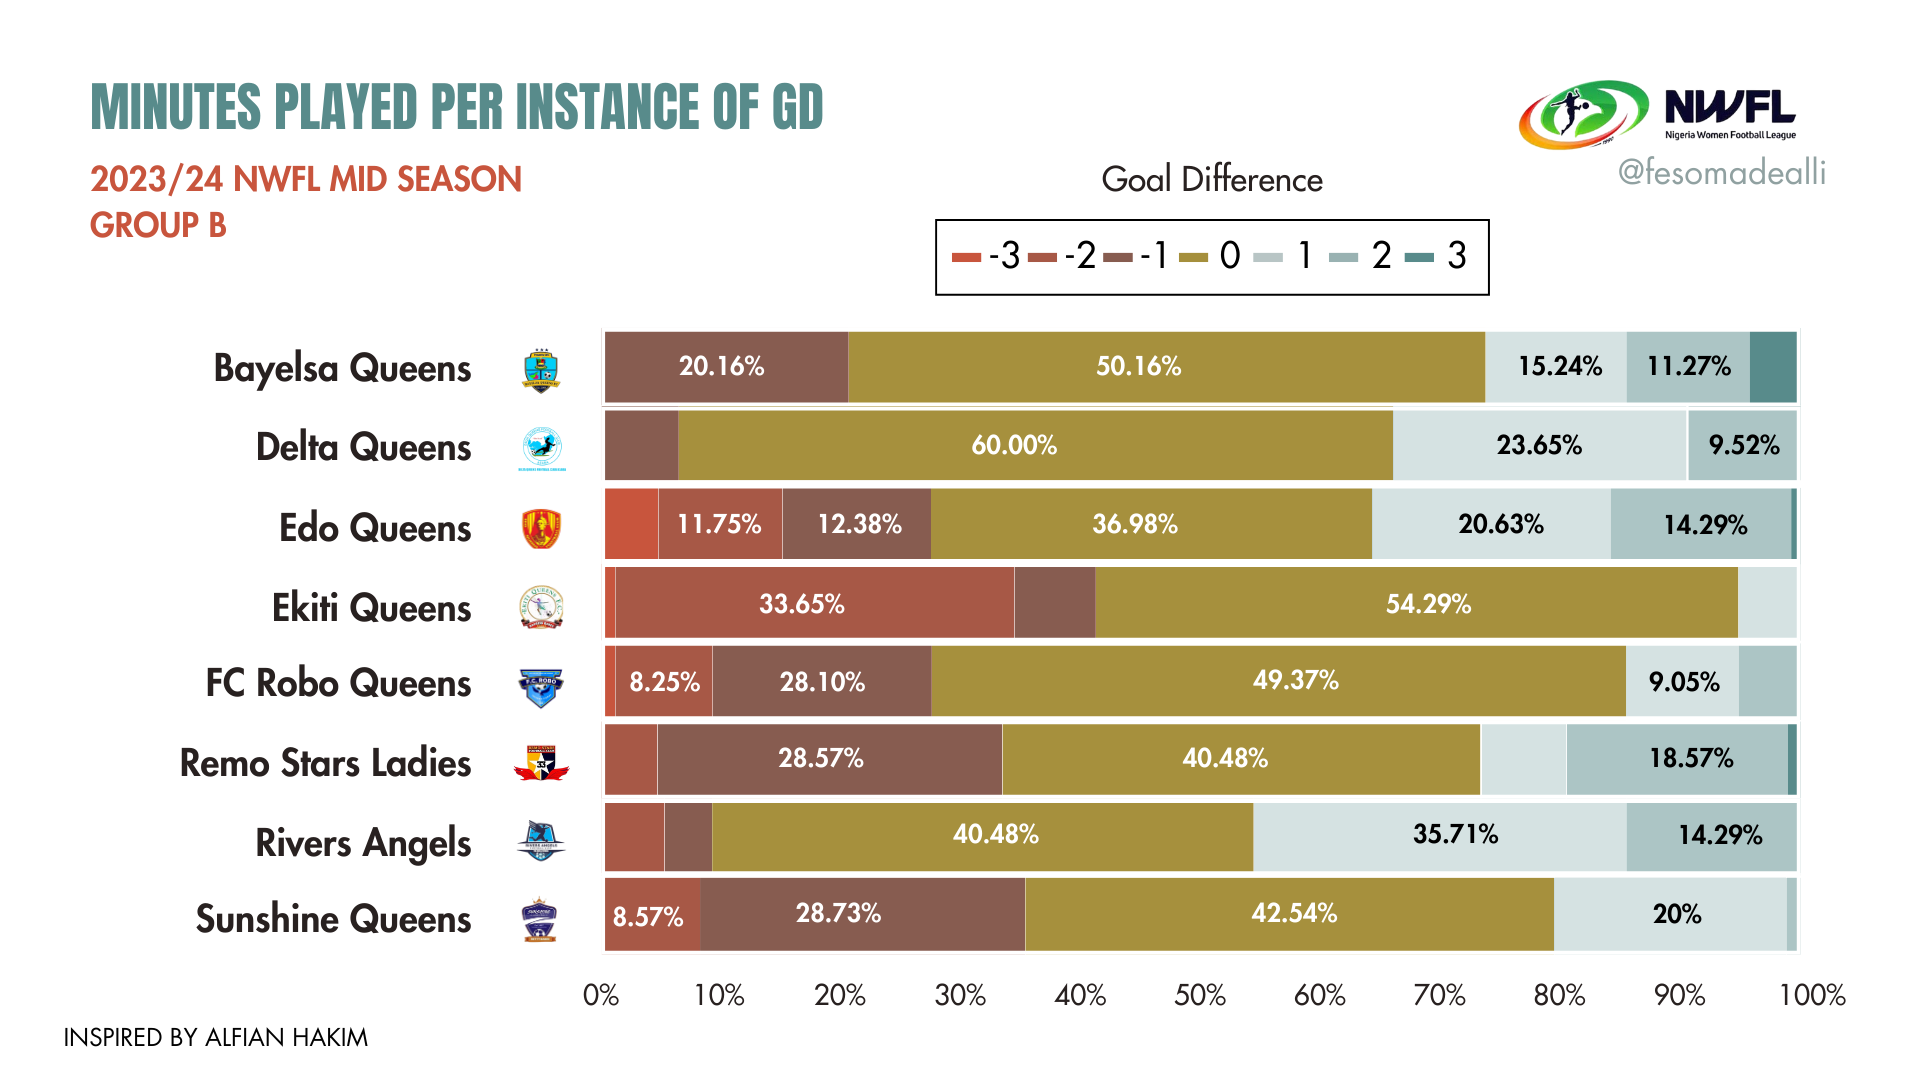 MINUTES PLAYED PER INSTANCE OF GD
2023/24 NWFL MID SEASON
GROUP B
NWFL
Nigeria Women Football League
@fesomadealli
Goal Difference
-3 -2 -1 0 1 2 3
Bayelsa Queens 20.16% 50.16% 15.24% 11.27%
Delta Queens 60.00% 23.65% 9.52%
Edo Queens 11.75% 12.38% 36.98% 20.63% 14.29%
Ekiti Queens 33.65% 54.29%
FC Robo Queens 8.25% 28.10% 49.37% 9.05%
Remo Stars Ladies 28.57% 40.48% 18.57%
Rivers Angels 40.48% 35.71% 14.29%
Sunshine Queens 8.57% 28.73% 42.54% 20%
0% 10% 20% 30% 40% 50% 60% 70% 80% 90% 100%
INSPIRED BY ALFIAN HAKIM